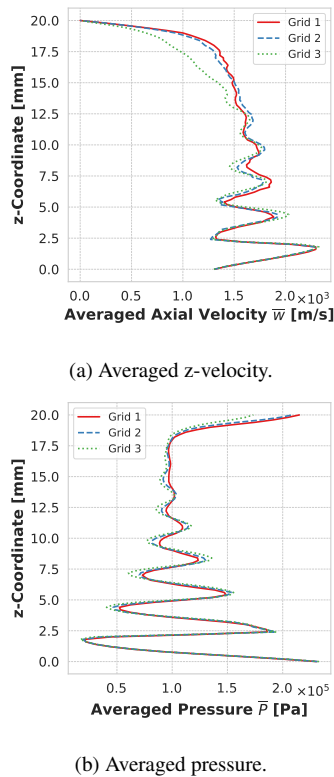 20.0
17.5
15.0
12.5
10.0
7.5
5.0
2.5
0.0
z-Coordinate [mm]
Grid 1
Grid 2
Grid 3
0.0 0.5 1.0 1.5 2.0 ×10³
Averaged Axial Velocity w̅ [m/s]
(a) Averaged z-velocity.
20.0
17.5
15.0
12.5
10.0
7.5
5.0
2.5
0.0
z-Coordinate [mm]
Grid 1
Grid 2
Grid 3
0.5 1.0 1.5 2.0 ×10⁵
Averaged Pressure P̅ [Pa]
(b) Averaged pressure.